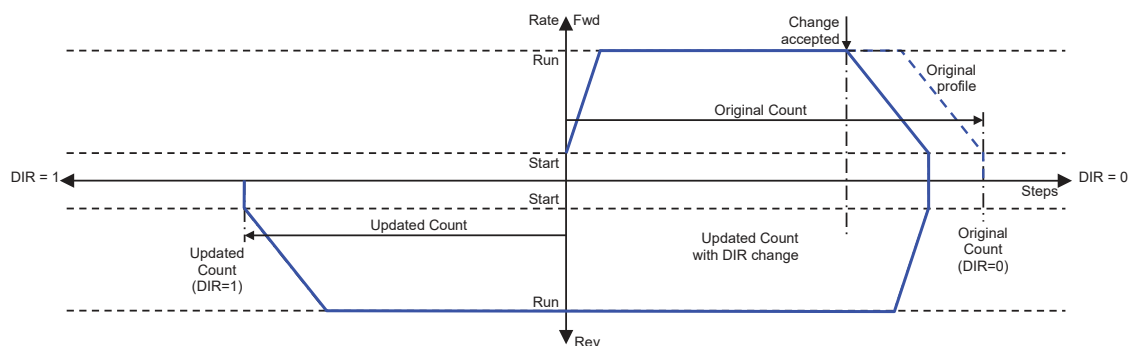 Rate Fwd
Change
accepted
Run
Original
profile
Original Count
Start
DIR = 1
DIR = 0
Steps
Start
Updated Count
Updated
Count
(DIR=1)
Updated Count
with DIR change
Original
Count
(DIR=0)
Run
Rev